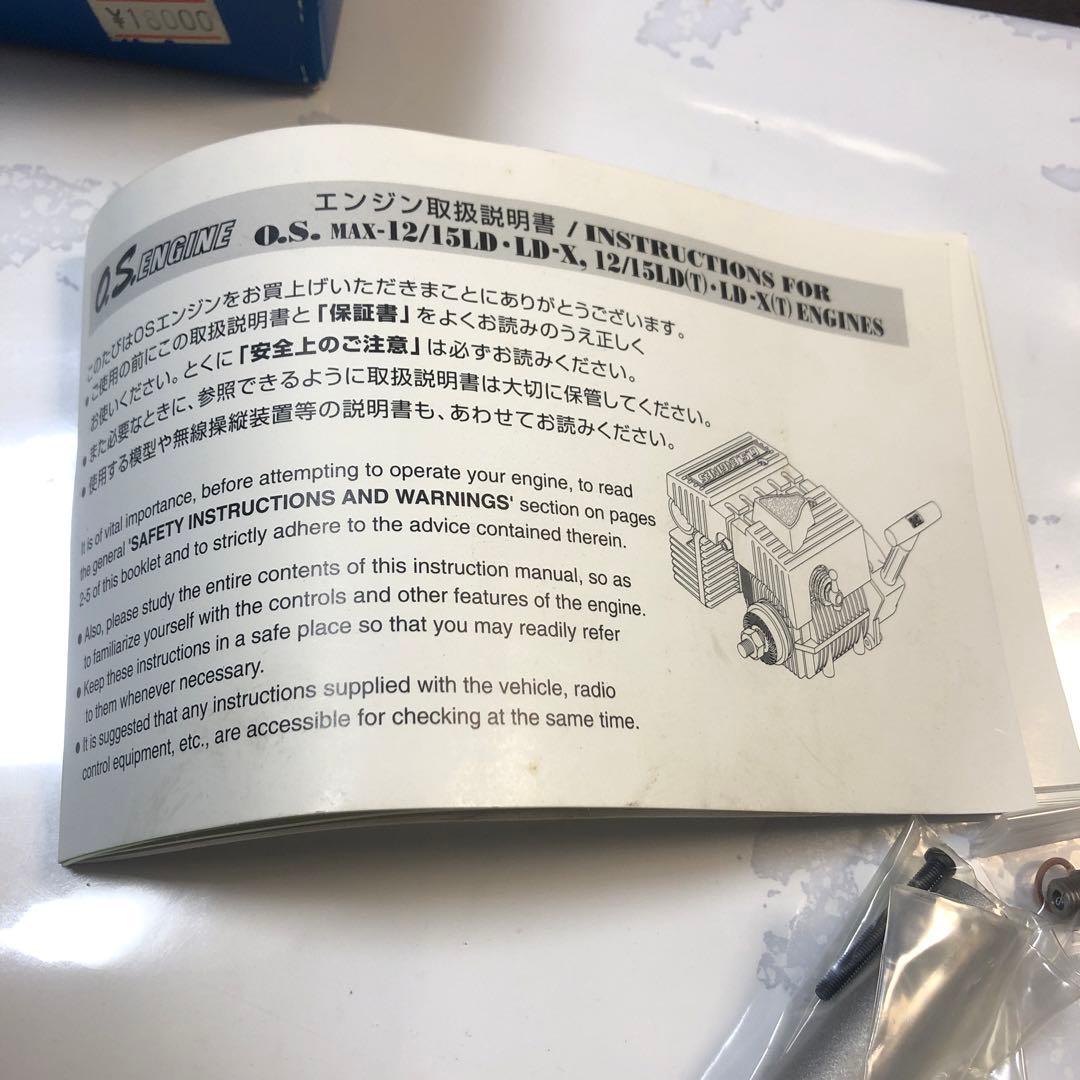 ¥18000
エンジン取扱説明書 / INSTRUCTIONS FOR
O.S.ENGINE O.S. MAX-12/15LD・LD-X, 12/15LD(T)・LD-X(T) ENGINES
このたびはOSエンジンをお買上げいただきまことにありがとうございます。
● ご使用の前にこの取扱説明書と「保証書」をよくお読みのうえ正しく
お使いください。とくに「安全上のご注意」は必ずお読みください。
● また必要なときに、参照できるように取扱説明書は大切に保管してください。
● 使用する模型や無線操縦装置等の説明書も、あわせてお読みください。
It is of vital importance, before attempting to operate your engine, to read
the general 'SAFETY INSTRUCTIONS AND WARNINGS' section on pages
2-5 of this booklet and to strictly adhere to the advice contained therein.
● Also, please study the entire contents of this instruction manual, so as
to familiarize yourself with the controls and other features of the engine.
● Keep these instructions in a safe place so that you may readily refer
to them whenever necessary.
● It is suggested that any instructions supplied with the vehicle, radio
control equipment, etc., are accessible for checking at the same time.